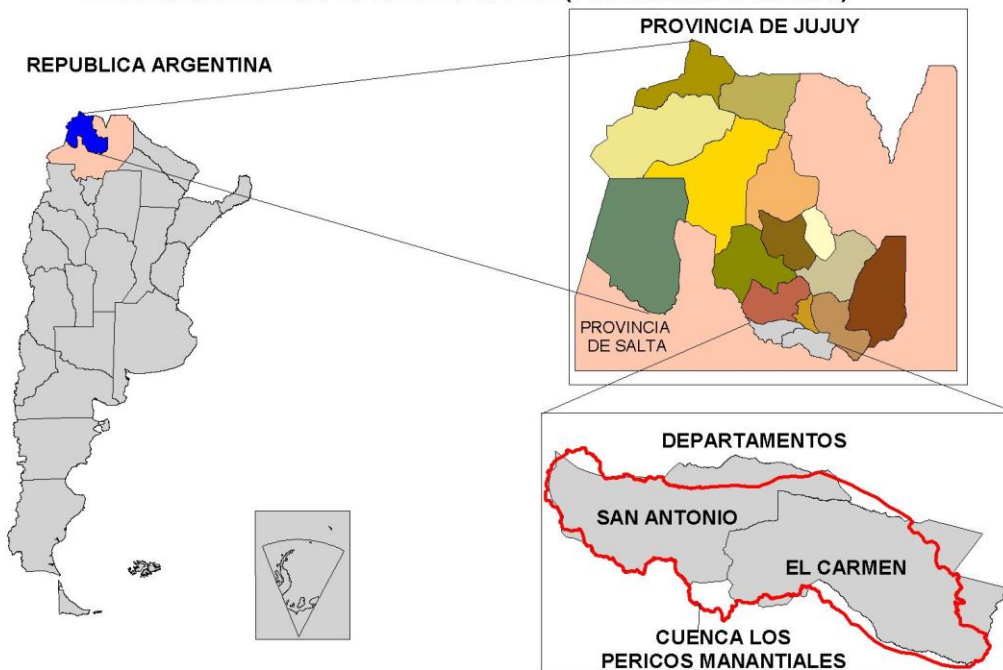 REPUBLICA ARGENTINA
PROVINCIA DE JUJUY
PROVINCIA
DE SALTA
DEPARTAMENTOS
SAN ANTONIO
EL CARMEN
CUENCA LOS
PERICOS MANANTIALES